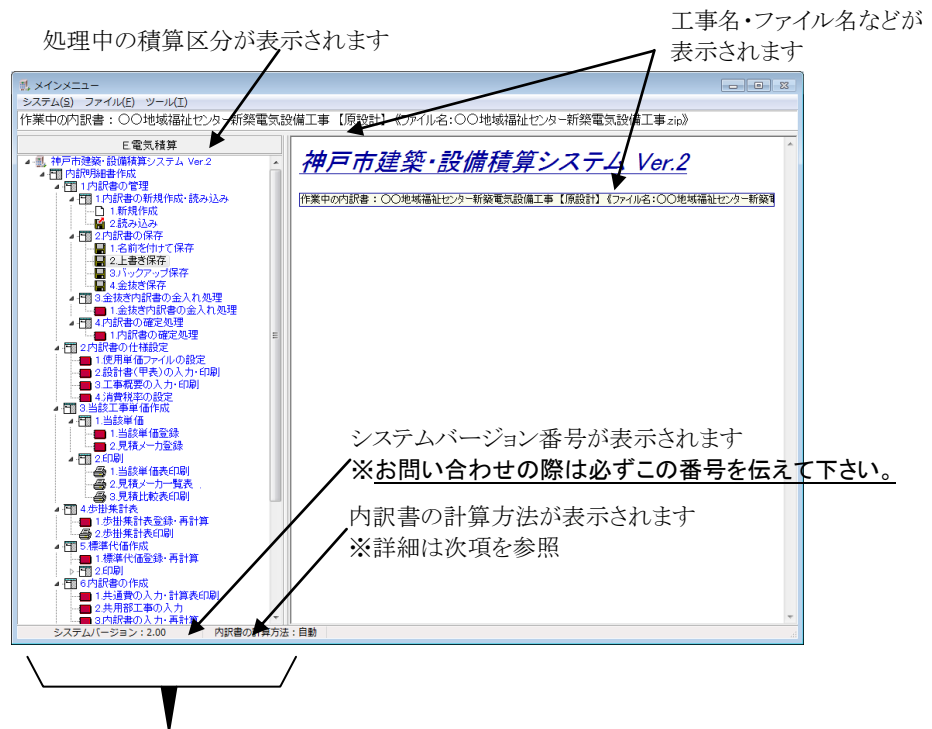 工事名・ファイル名などが
表示されます
処理中の積算区分が表示されます
メインメニュー
システム(S) ファイル(F) ツール(T)
作業中の内訳書：〇〇地域福祉センター新築電気設備工事 【原設計】 《ファイル名：〇〇地域福祉センター新築電気設備工事.zip》
E.電気積算
神戸市建築・設備積算システム Ver.2
内訳明細書作成
1.内訳書の管理
1.内訳書の新規作成・読み込み
1.新規作成
2.読み込み
2.内訳書の保存
1.名前を付けて保存
2.上書き保存
3.バックアップ保存
4.金抜き保存
3.金抜き内訳書の金入れ処理
1.金抜き内訳書の金入れ処理
4.内訳書の確定処理
1.内訳書の確定処理
2.内訳書の仕様設定
1.使用単価ファイルの設定
2.設計書(甲表)の入力・印刷
3.工事概要の入力・印刷
4.消費税率の設定
3.当該工事単価作成
1.当該単価
1.当該単価登録
2.見積メーカ登録
2.印刷
1.当該単価表印刷
2.見積メーカ一覧表
3.見積比較表印刷
4.歩掛集計表
1.歩掛集計表登録・再計算
2.歩掛集計表印刷
5.標準代価作成
1.標準代価登録・再計算
2.印刷
6.内訳書の作成
1.共通費の入力・計算表印刷
2.共用部工事の入力
3.内訳書の入力・再計算
神戸市建築・設備積算システム Ver.2
作業中の内訳書：〇〇地域福祉センター新築電気設備工事 【原設計】 《ファイル名：〇〇地域福祉センター新築電
システムバージョン番号が表示されます
※お問い合わせの際は必ずこの番号を伝えて下さい。
内訳書の計算方法が表示されます
※詳細は次項を参照
システムバージョン：2.00 内訳書の計算方法：自動